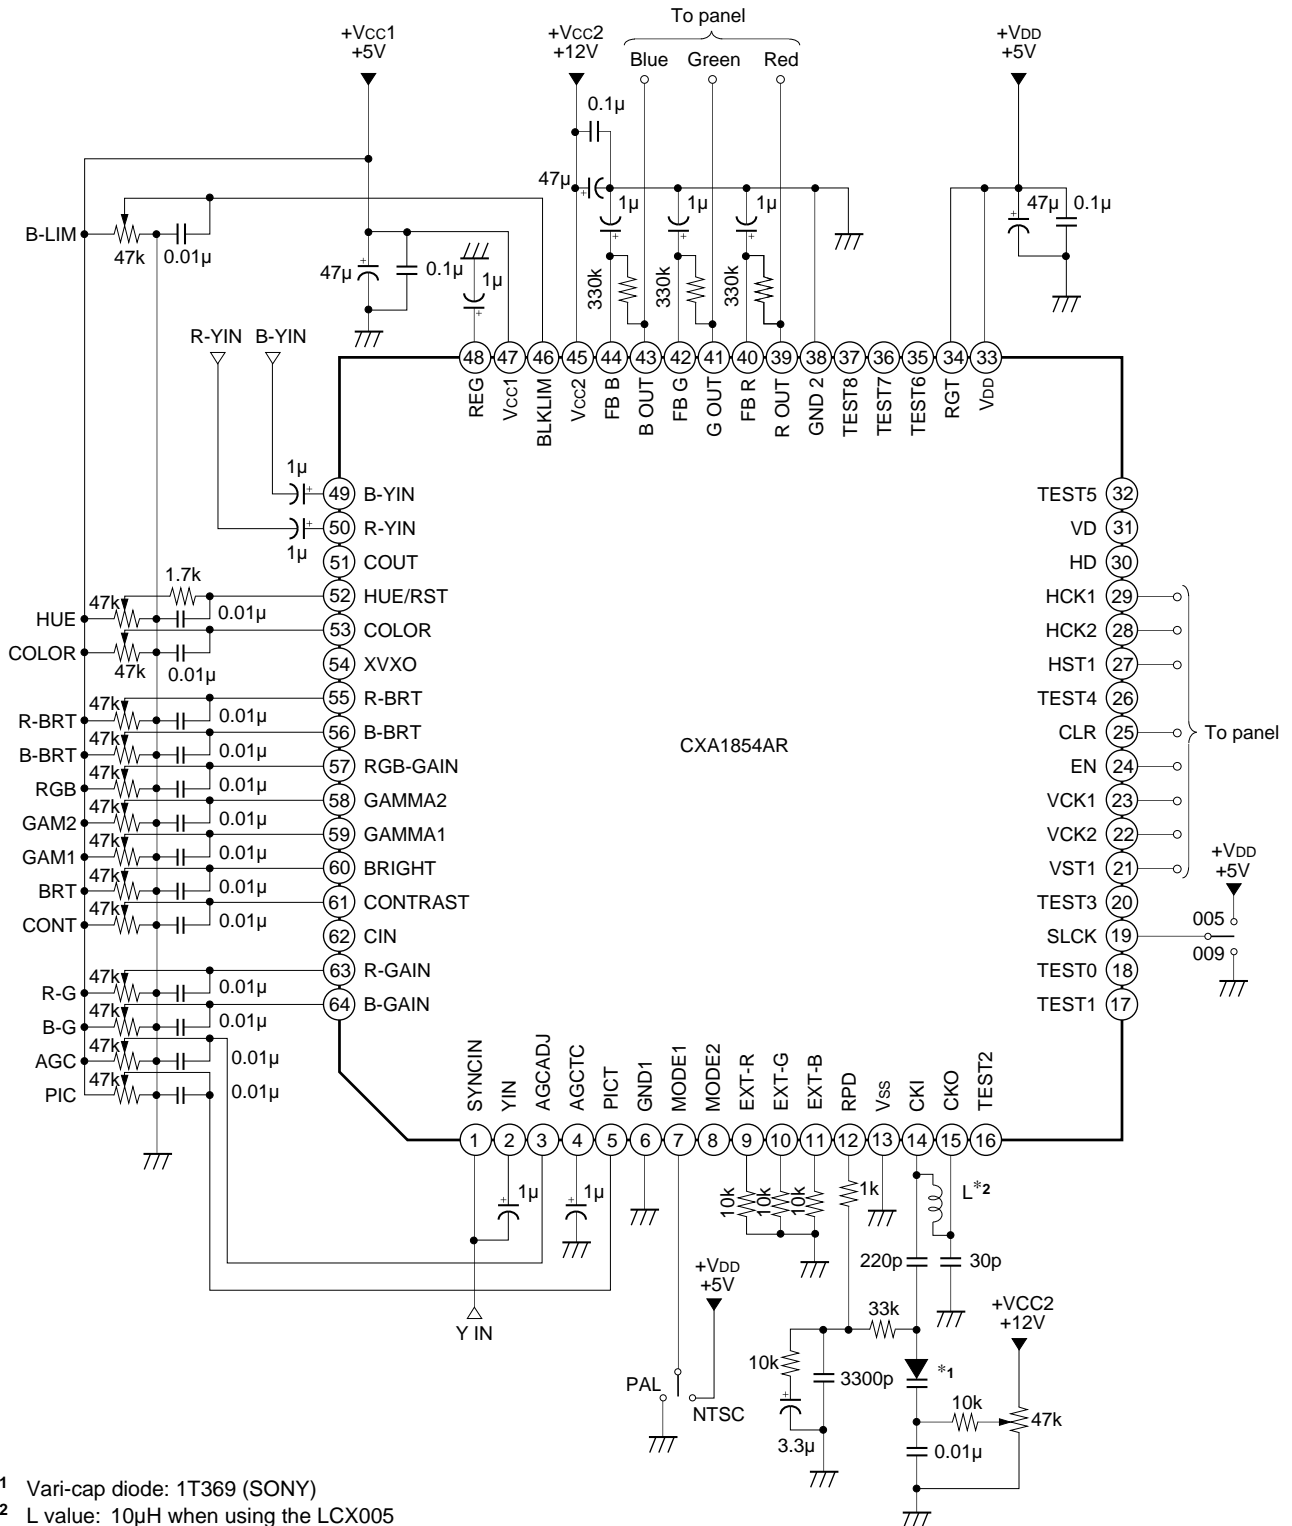 To panel
+VCC1
+5V
+VCC2
+12V
Blue
Green
Red
+VDD
+5V
0.1μ
47μ
1μ
1μ
1μ
47μ
0.1μ
B-LIM
47k
0.01μ
47μ
0.1μ
1μ
330k
330k
330k
R-YIN
B-YIN
48
47
46
45
44
43
42
41
40
39
38
37
36
35
34
33
REG
VCC1
BLKLIM
VCC2
FB B
B OUT
FB G
G OUT
FB R
R OUT
GND 2
TEST8
TEST7
TEST6
RGT
VDD
1μ
49 B-YIN
50 R-YIN
1μ
51 COUT
1.7k
52 HUE/RST
47k
0.01μ
HUE
53 COLOR
COLOR
47k
0.01μ
54 XVXO
55 R-BRT
47k
0.01μ
R-BRT
56 B-BRT
47k
0.01μ
B-BRT
57 RGB-GAIN
47k
0.01μ
RGB
58 GAMMA2
47k
0.01μ
GAM2
59 GAMMA1
47k
0.01μ
GAM1
60 BRIGHT
47k
0.01μ
BRT
61 CONTRAST
47k
0.01μ
CONT
62 CIN
63 R-GAIN
47k
0.01μ
R-G
64 B-GAIN
47k
0.01μ
B-G
47k
0.01μ
AGC
47k
0.01μ
PIC
CXA1854AR
TEST5 32
VD 31
HD 30
HCK1 29
HCK2 28
HST1 27
TEST4 26
CLR 25
To panel
EN 24
VCK1 23
VCK2 22
VST1 21
+VDD
+5V
TEST3 20
005
SLCK 19
009
TEST0 18
TEST1 17
SYNCIN
YIN
AGCADJ
AGCTC
PICT
GND1
MODE1
MODE2
EXT-R
EXT-G
EXT-B
RPD
VSS
CKI
CKO
TEST2
1
2
3
4
5
6
7
8
9
10
11
12
13
14
15
16
1μ
1μ
10k
10k
10k
1k
L*2
220p
30p
+VDD
+5V
+VCC2
+12V
33k
Y IN
10k
3300p
*1
PAL
NTSC
10k
47k
3.3μ
0.01μ
1 Vari-cap diode: 1T369 (SONY)
2 L value: 10μH when using the LCX005